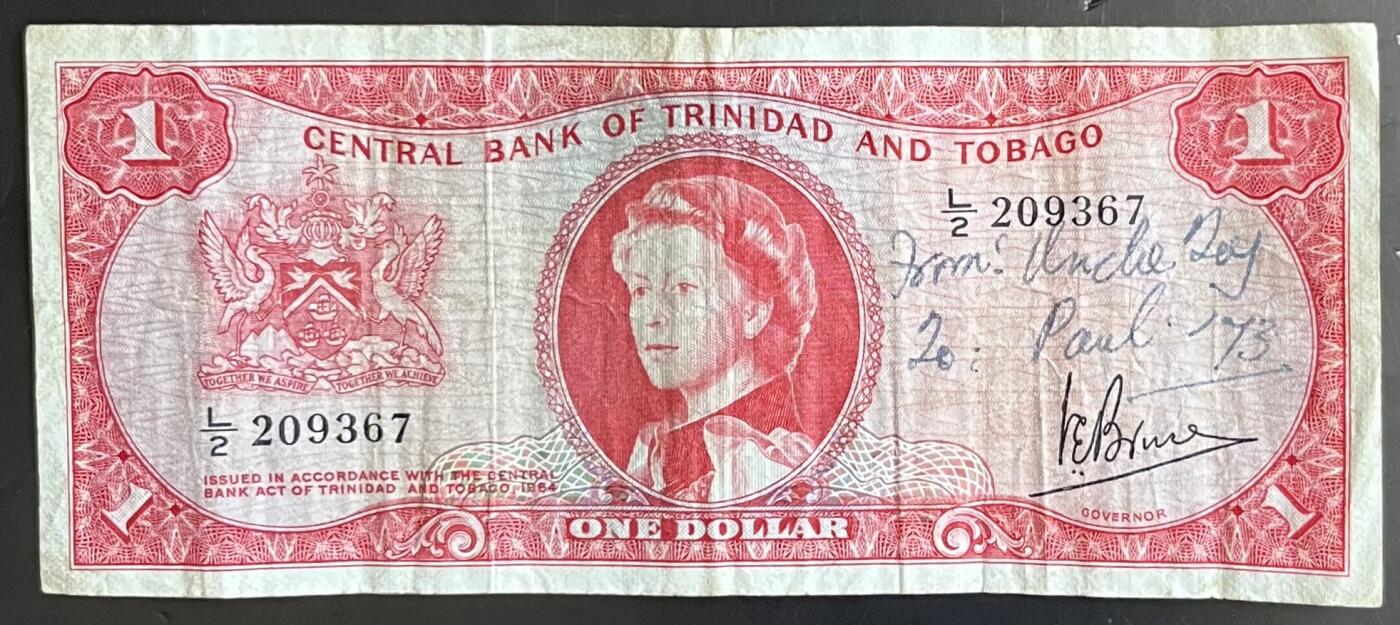 1
1
CENTRAL BANK OF TRINIDAD AND TOBAGO
L/2 209367
From: Uncle Roy
To: Paul '73
TOGETHER WE ASPIRE TOGETHER WE ACHIEVE
L/2 209367
ISSUED IN ACCORDANCE WITH THE CENTRAL
BANK ACT OF TRINIDAD AND TOBAGO, 1964
VEBruce
GOVERNOR
1
ONE DOLLAR
1